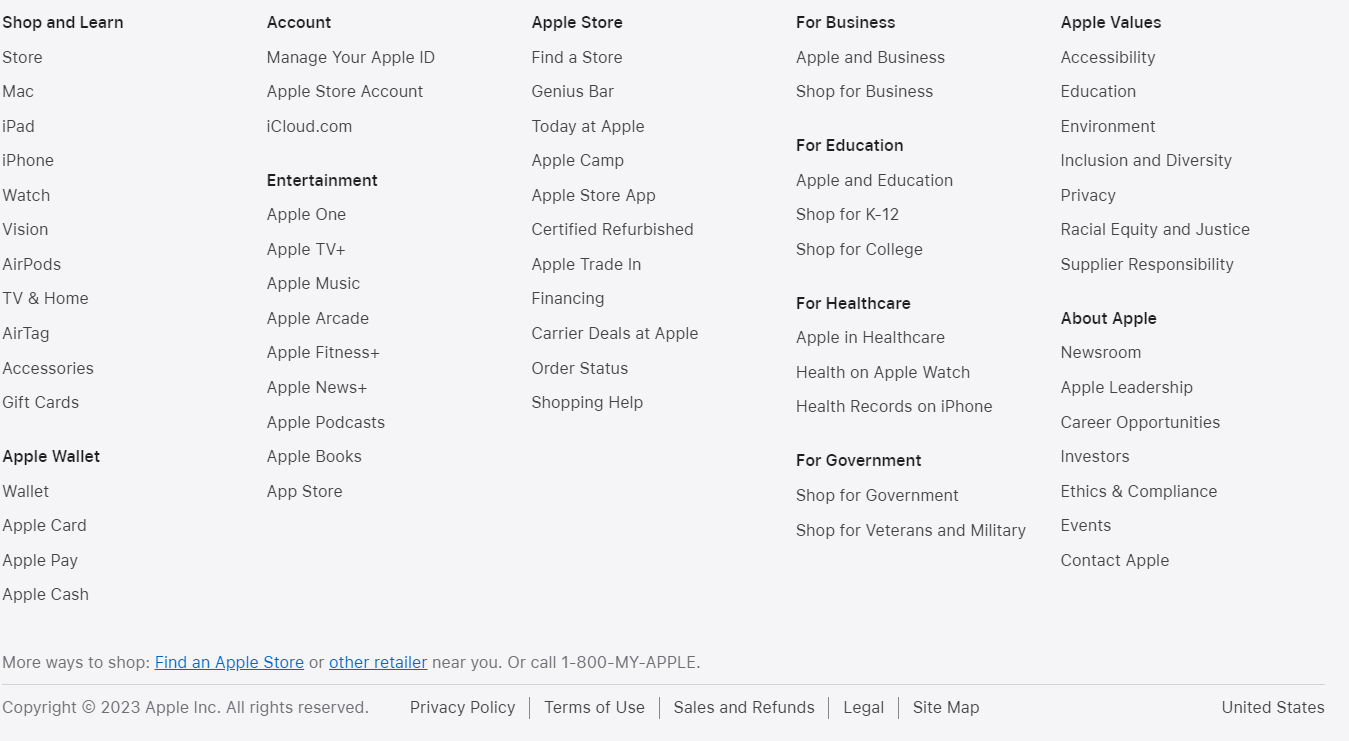 Shop and Learn
Store
Mac
iPad
iPhone
Watch
Vision
AirPods
TV & Home
AirTag
Accessories
Gift Cards
Apple Wallet
Wallet
Apple Card
Apple Pay
Apple Cash
Account
Manage Your Apple ID
Apple Store Account
iCloud.com
Entertainment
Apple One
Apple TV+
Apple Music
Apple Arcade
Apple Fitness+
Apple News+
Apple Podcasts
Apple Books
App Store
Apple Store
Find a Store
Genius Bar
Today at Apple
Apple Camp
Apple Store App
Certified Refurbished
Apple Trade In
Financing
Carrier Deals at Apple
Order Status
Shopping Help
For Business
Apple and Business
Shop for Business
For Education
Apple and Education
Shop for K-12
Shop for College
For Healthcare
Apple in Healthcare
Health on Apple Watch
Health Records on iPhone
For Government
Shop for Government
Shop for Veterans and Military
Apple Values
Accessibility
Education
Environment
Inclusion and Diversity
Privacy
Racial Equity and Justice
Supplier Responsibility
About Apple
Newsroom
Apple Leadership
Career Opportunities
Investors
Ethics & Compliance
Events
Contact Apple
More ways to shop: Find an Apple Store or other retailer near you. Or call 1-800-MY-APPLE.
Copyright © 2023 Apple Inc. All rights reserved. Privacy Policy | Terms of Use | Sales and Refunds | Legal | Site Map United States